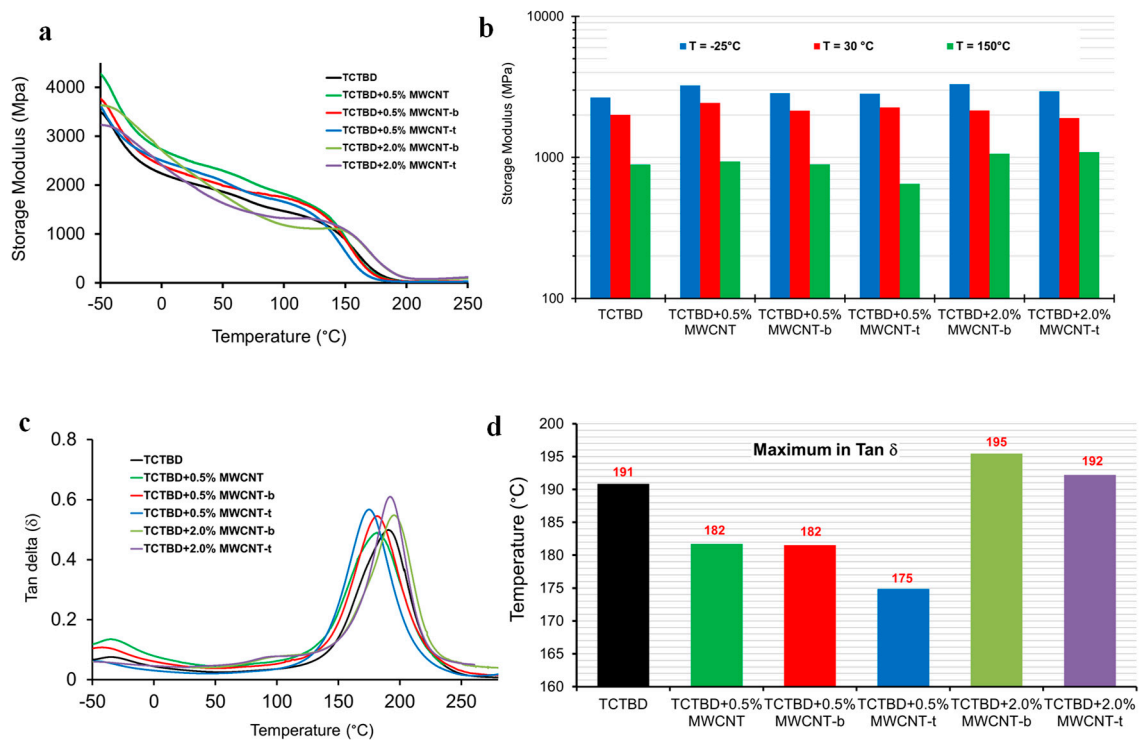 a
TCTBD
TCTBD+0.5% MWCNT
TCTBD+0.5% MWCNT-b
TCTBD+0.5% MWCNT-t
TCTBD+2.0% MWCNT-b
TCTBD+2.0% MWCNT-t
Storage Modulus (Mpa)
4000
3000
2000
1000
0
-50 0 50 100 150 200 250
Temperature (°C)
b
T = -25°C T = 30 °C T = 150°C
Storage Modulus (MPa)
10000
1000
100
TCTBD TCTBD+0.5% TCTBD+0.5% TCTBD+0.5% TCTBD+2.0% TCTBD+2.0%
MWCNT MWCNT-b MWCNT-t MWCNT-b MWCNT-t
c
TCTBD
TCTBD+0.5% MWCNT
TCTBD+0.5% MWCNT-b
TCTBD+0.5% MWCNT-t
TCTBD+2.0% MWCNT-b
TCTBD+2.0% MWCNT-t
Tan delta (δ)
0.8
0.6
0.4
0.2
0
-50 0 50 100 150 200 250
Temperature (°C)
d
Maximum in Tan δ
Temperature (°C)
200
195
190
185
180
175
170
165
160
191 182 182 175 195 192
TCTBD TCTBD+0.5% TCTBD+0.5% TCTBD+0.5% TCTBD+2.0% TCTBD+2.0%
MWCNT MWCNT-b MWCNT-t MWCNT-b MWCNT-t